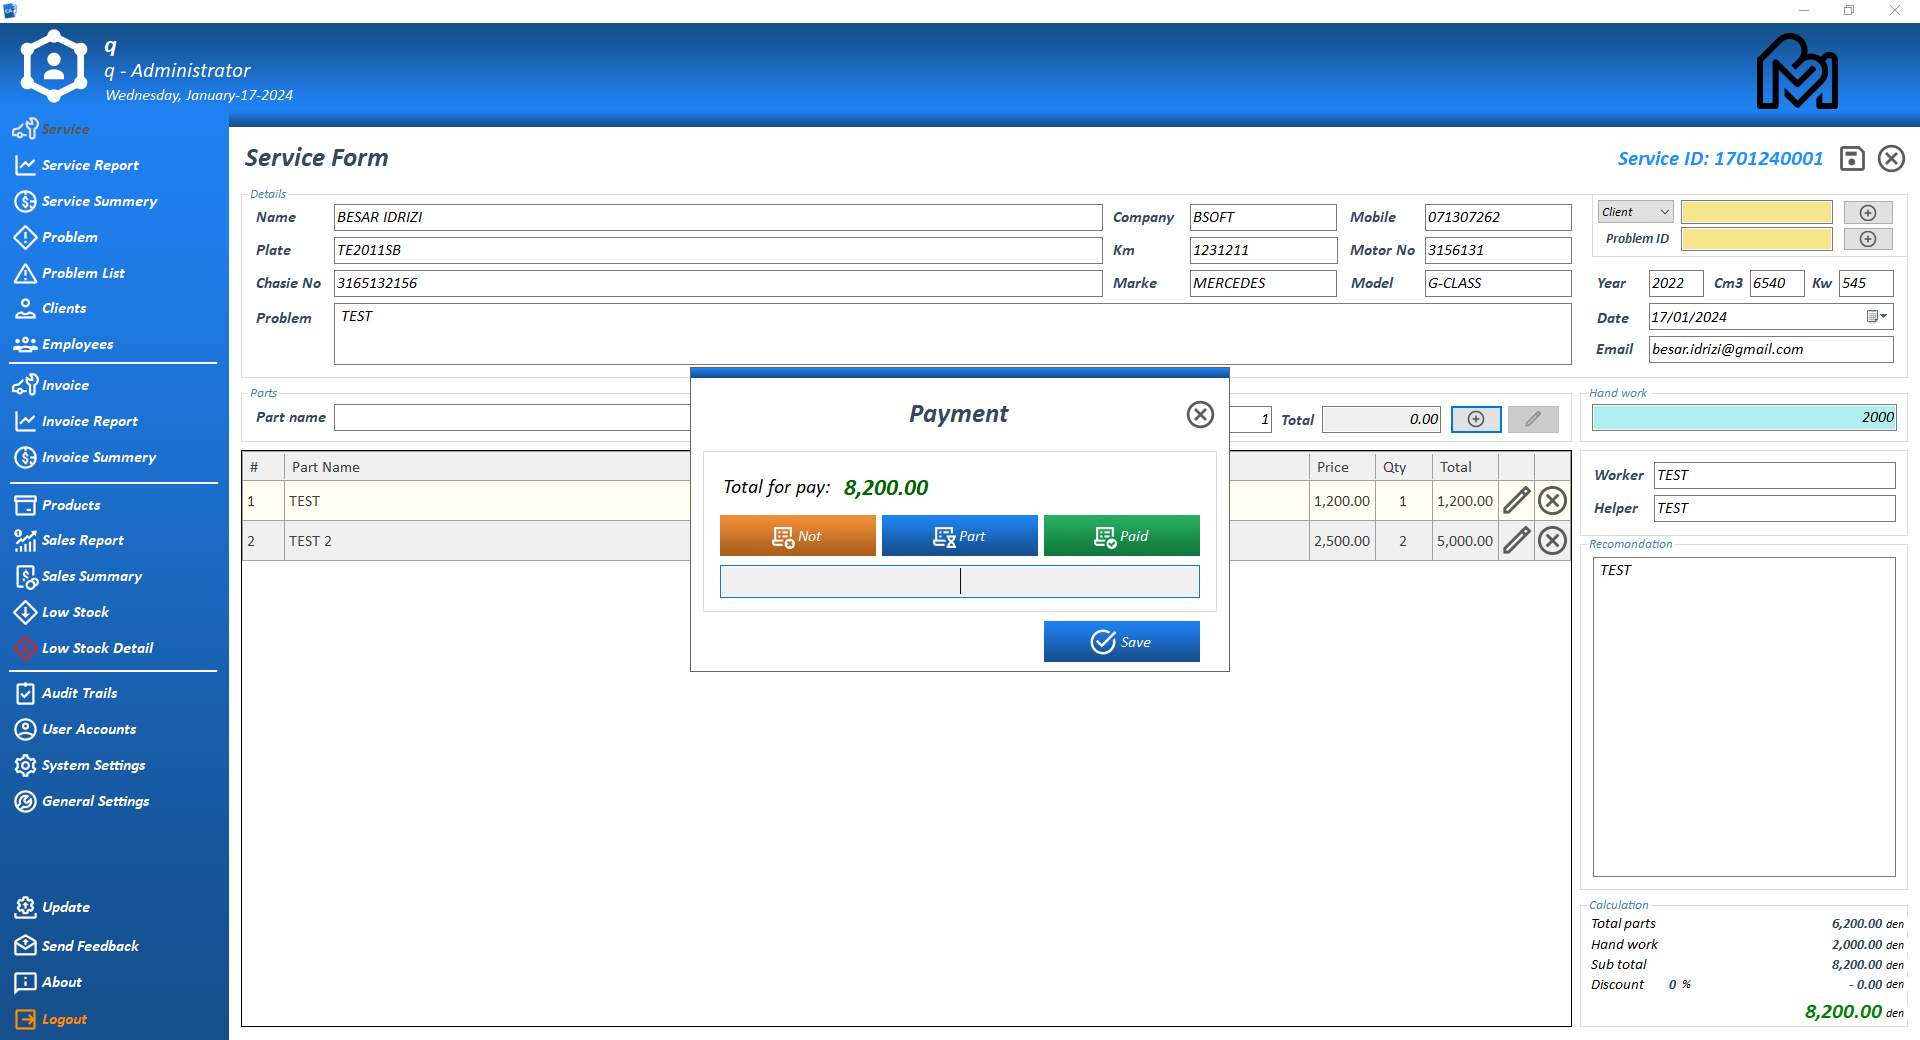 q
q - Administrator
Wednesday, January-17-2024
Service
Service Report
Service Summery
Problem
Problem List
Clients
Employees
Invoice
Invoice Report
Invoice Summery
Products
Sales Report
Sales Summary
Low Stock
Low Stock Detail
Audit Trails
User Accounts
System Settings
General Settings
Update
Send Feedback
About
Logout
Service Form
Service ID: 1701240001
Details
Name BESAR IDRIZI Company BSOFT Mobile 071307262
Plate TE2011SB Km 1231211 Motor No 3156131
Chasie No 3165132156 Marke MERCEDES Model G-CLASS
Problem TEST
Client
Problem ID
Year 2022 Cm3 6540 Kw 545
Date 17/01/2024
Email besar.idrizi@gmail.com
Parts
Part name 1 Total 0.00
Hand work
2000
# Part Name Price Qty Total
1 TEST 1,200.00 1 1,200.00
2 TEST 2 2,500.00 2 5,000.00
Payment
Total for pay: 8,200.00
Not Part Paid
Save
Worker TEST
Helper TEST
Recomandation
TEST
Calculation
Total parts 6,200.00 den
Hand work 2,000.00 den
Sub total 8,200.00 den
Discount 0 % - 0.00 den
8,200.00 den